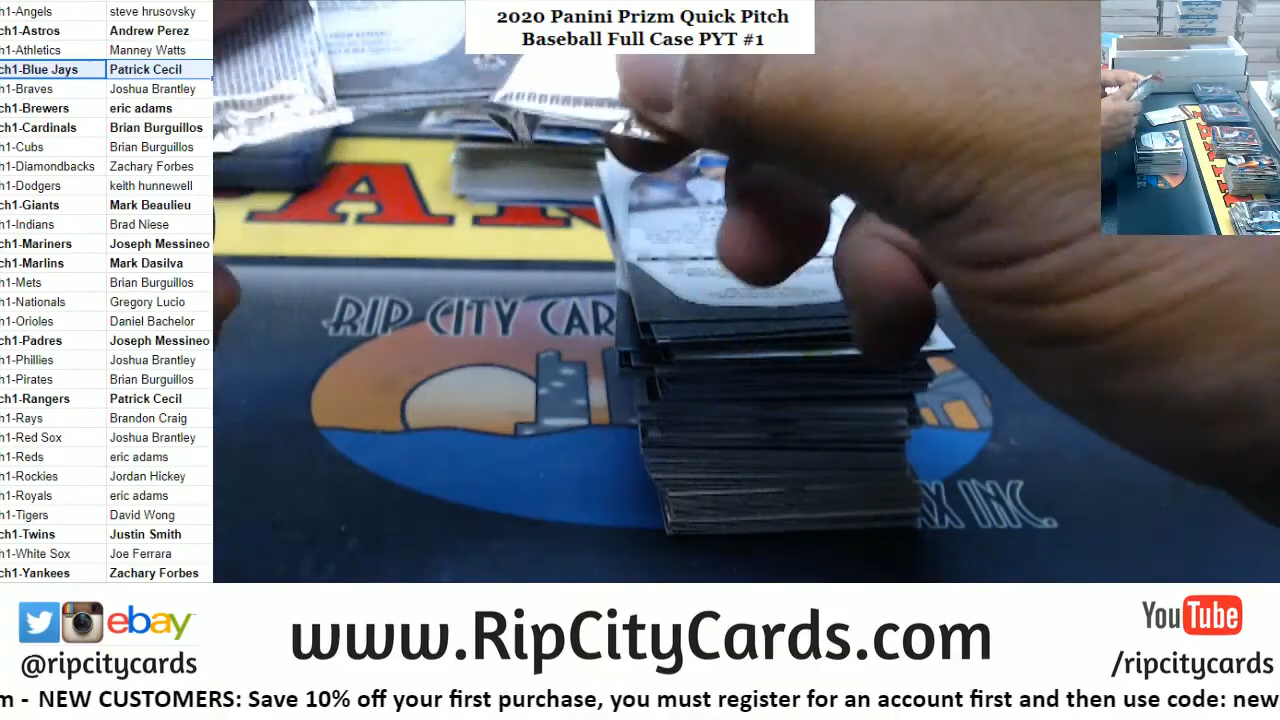 2020 Panini Prizm Quick Pitch
Baseball Full Case PYT #1
h1-Angels steve hrusovsky
ch1-Astros Andrew Perez
h1-Athletics Manney Watts
ch1-Blue Jays Patrick Cecil
h1-Braves Joshua Brantley
ch1-Brewers eric adams
ch1-Cardinals Brian Burguillos
h1-Cubs Brian Burguillos
h1-Diamondbacks Zachary Forbes
h1-Dodgers keith hunnewell
ch1-Giants Mark Beaulieu
h1-Indians Brad Niese
ch1-Mariners Joseph Messineo
ch1-Marlins Mark Dasilva
h1-Mets Brian Burguillos
h1-Nationals Gregory Lucio
h1-Orioles Daniel Bachelor
ch1-Padres Joseph Messineo
h1-Phillies Joshua Brantley
h1-Pirates Brian Burguillos
ch1-Rangers Patrick Cecil
h1-Rays Brandon Craig
h1-Red Sox Joshua Brantley
h1-Reds eric adams
h1-Rockies Jordan Hickey
h1-Royals eric adams
h1-Tigers David Wong
ch1-Twins Justin Smith
h1-White Sox Joe Ferrara
ch1-Yankees Zachary Forbes
RIP CITY CAR
X INC.
ebay
@ripcitycards
www.RipCityCards.com
YouTube
/ripcitycards
m - NEW CUSTOMERS: Save 10% off your first purchase, you must register for an account first and then use code: new